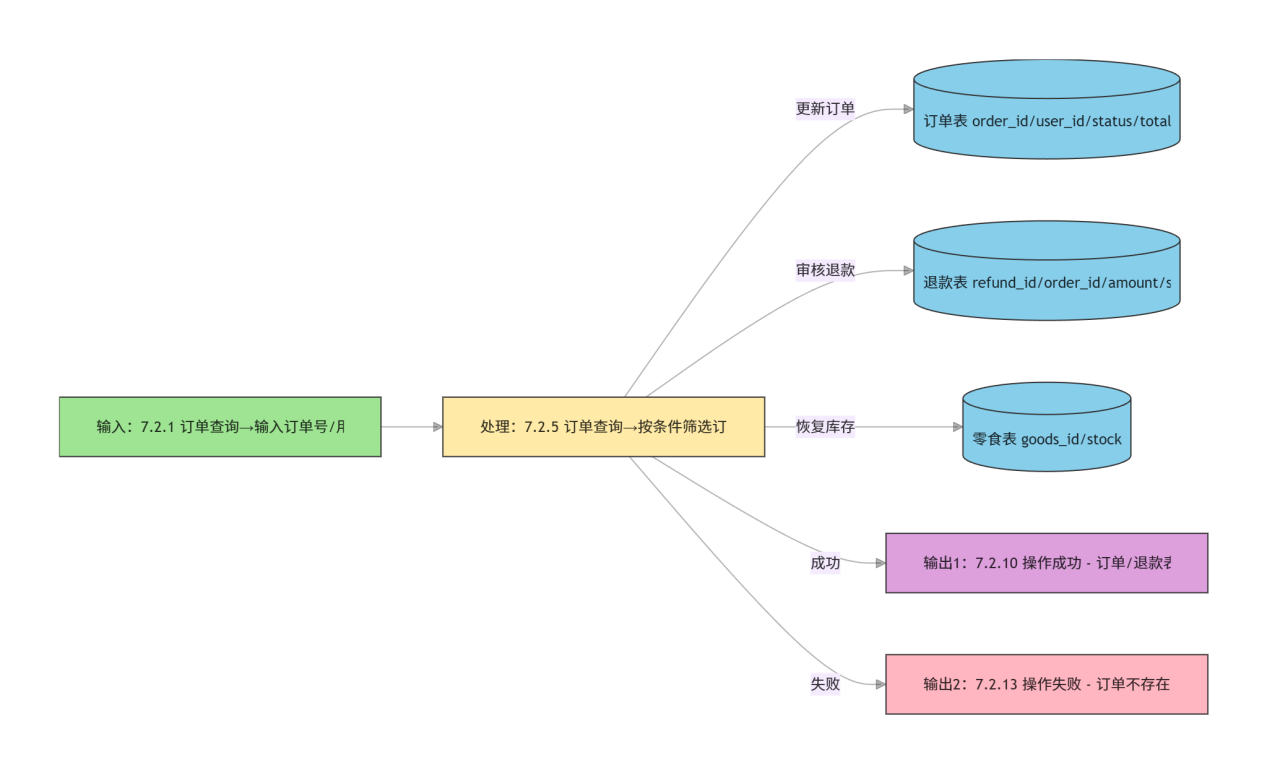 更新订单
订单表 order_id/user_id/status/total
审核退款
退款表 refund_id/order_id/amount/s
输入：7.2.1 订单查询→输入订单号/
处理：7.2.5 订单查询→按条件筛选订
恢复库存
零食表 goods_id/stock
成功
输出1：7.2.10 操作成功 - 订单/退款表
失败
输出2：7.2.13 操作失败 - 订单不存在